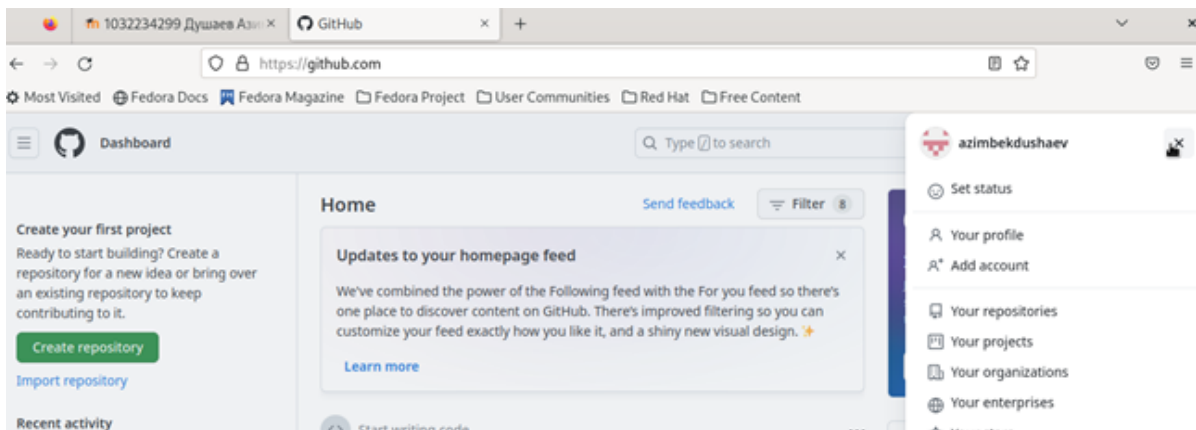 1032234299 Душаев Ази
GitHub
https://github.com
Most Visited Fedora Docs Fedora Magazine Fedora Project User Communities Red Hat Free Content
Dashboard
Type / to search
Create your first project
Ready to start building? Create a
repository for a new idea or bring over
an existing repository to keep
contributing to it.
Create repository
Import repository
Recent activity
Home
Send feedback
Filter 8
Updates to your homepage feed
We've combined the power of the Following feed with the For you feed so there's
one place to discover content on GitHub. There's improved filtering so you can
customize your feed exactly how you like it, and a shiny new visual design. ✨
Learn more
Start writing code
azimbekdushaev
Set status
Your profile
Add account
Your repositories
Your projects
Your organizations
Your enterprises